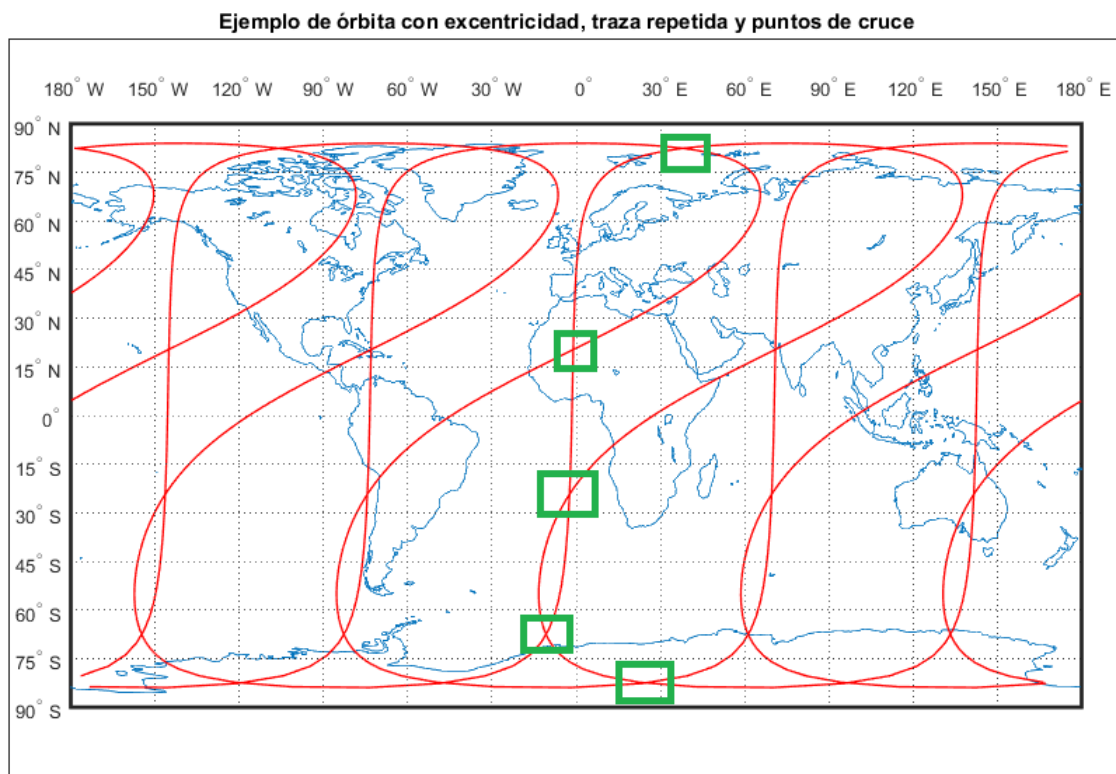 Ejemplo de órbita con excentricidad, traza repetida y puntos de cruce
180° W 150° W 120° W 90° W 60° W 30° W 0° 30° E 60° E 90° E 120° E 150° E 180° E
90° N
75° N
60° N
45° N
30° N
15° N
0°
15° S
30° S
45° S
60° S
75° S
90° S